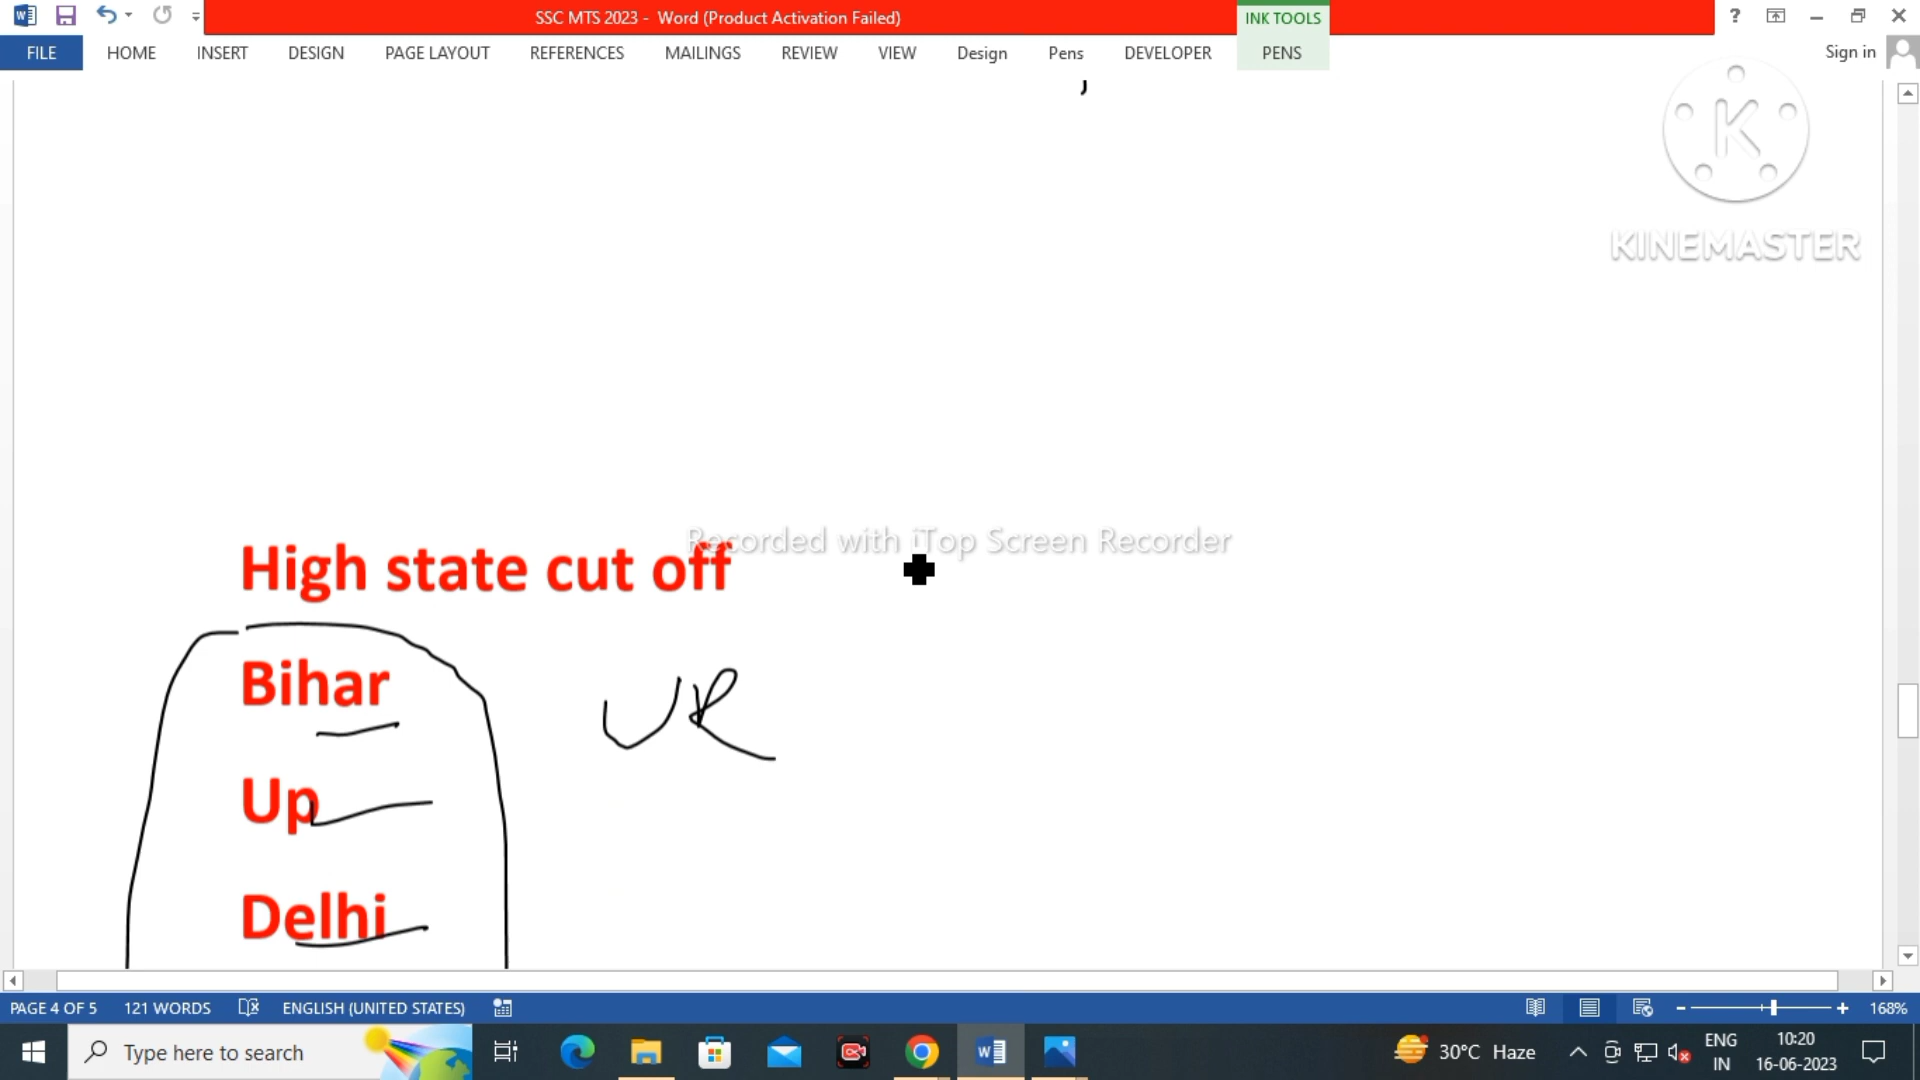 SSC MTS 2023 - Word (Product Activation Failed)
INK TOOLS
?
FILE
HOME
INSERT
DESIGN
PAGE LAYOUT
REFERENCES
MAILINGS
REVIEW
VIEW
Design
Pens
DEVELOPER
PENS
Sign in
K
KINEMASTER
Recorded with iTop Screen Recorder
High state cut off
Bihar
UR
Up
Delhi
PAGE 4 OF 5
121 WORDS
ENGLISH (UNITED STATES)
168%
Type here to search
30°C Haze
ENG
IN
10:20
16-06-2023